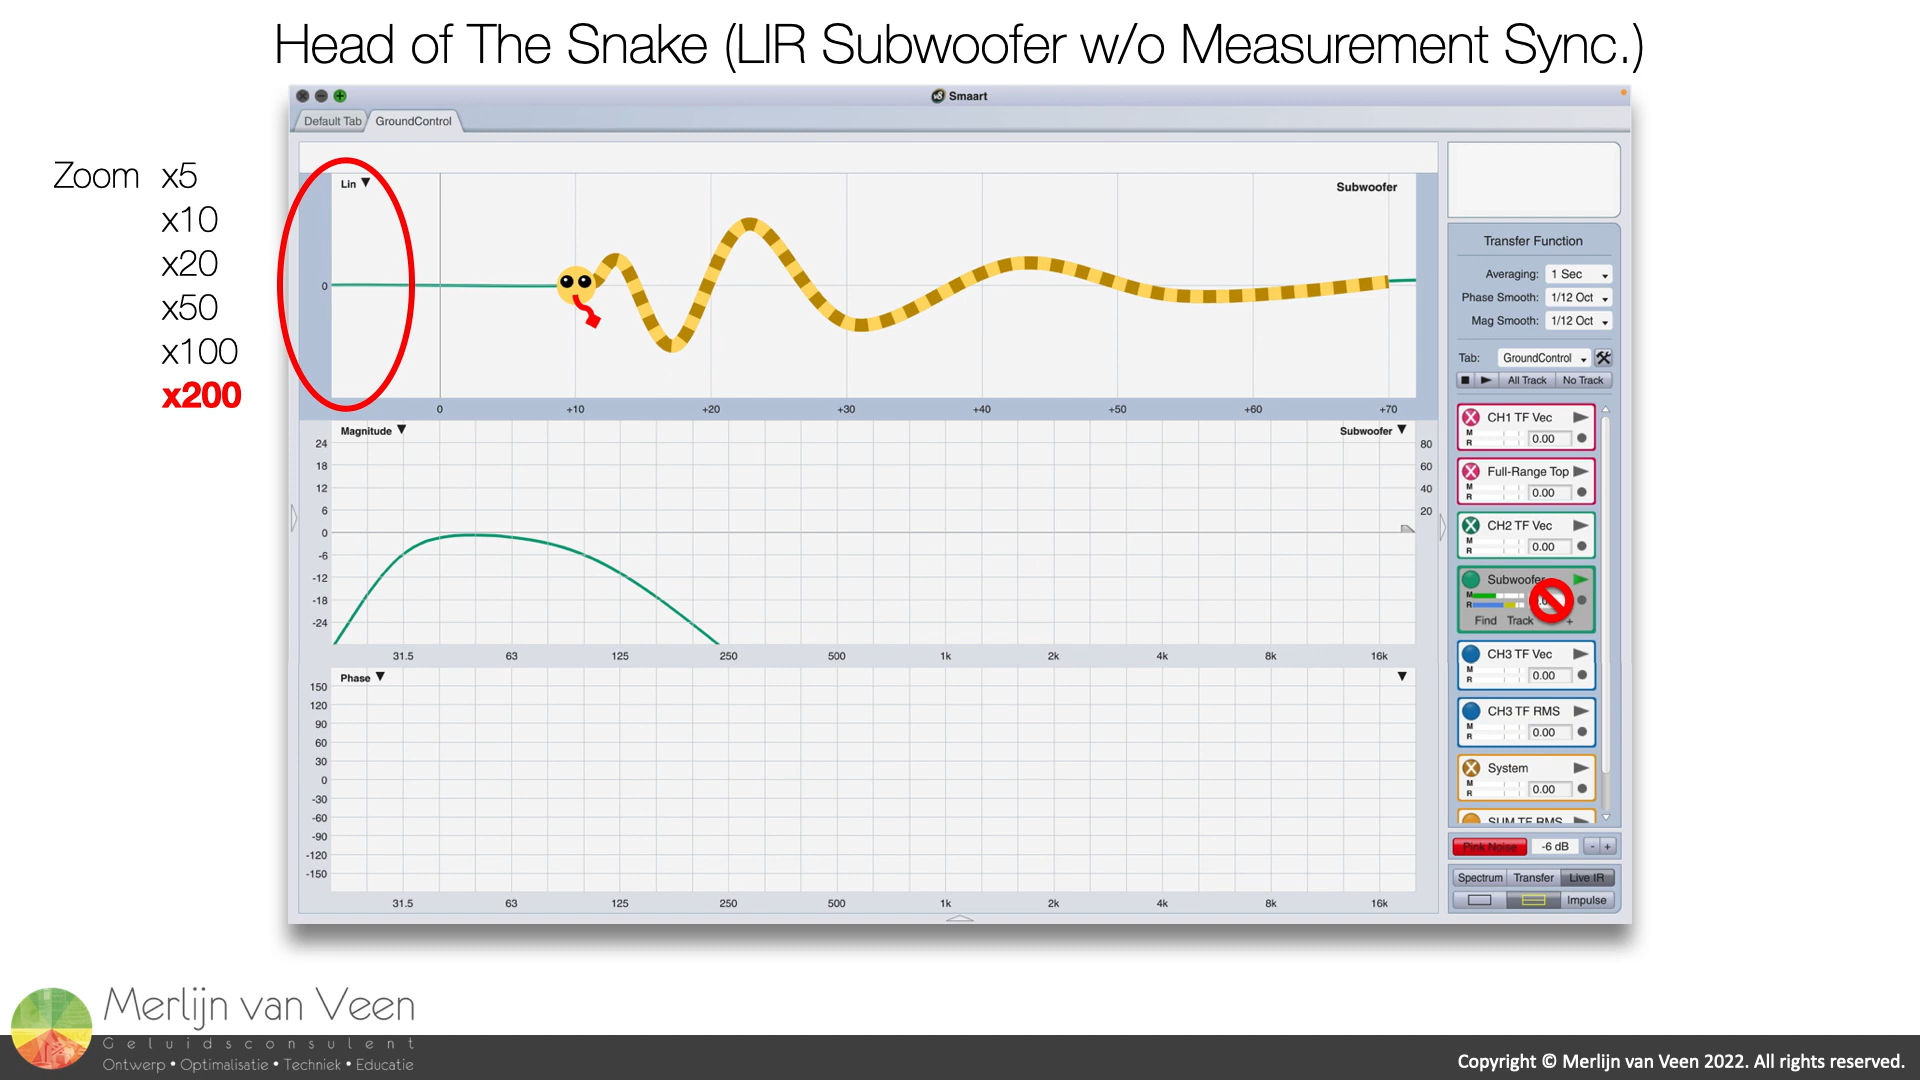 Head of The Snake (LIR Subwoofer w/o Measurement Sync.)
Zoom x5
x10
x20
x50
x100
x200
Smaart
Default Tab GroundControl
Lin Subwoofer
0
0 +10 +20 +30 +40 +50 +60 +70
Magnitude Subwoofer
24 80
18 60
12 40
6 20
0
-6
-12
-18
-24
31.5 63 125 250 500 1k 2k 4k 8k 16k
Phase
150
120
90
60
30
0
-30
-60
-90
-120
-150
31.5 63 125 250 500 1k 2k 4k 8k 16k
Transfer Function
Averaging: 1 Sec
Phase Smooth: 1/12 Oct
Mag Smooth: 1/12 Oct
Tab: GroundControl
All Track No Track
CH1 TF Vec
M
R 0.00
Full-Range Top
M
R 0.00
CH2 TF Vec
M
R 0.00
Subwoofer
M
R
Find Track +
CH3 TF Vec
M
R 0.00
CH3 TF RMS
M
R 0.00
System
M
R 0.00
SUM TF RMS
Pink Noise -6 dB - +
Spectrum Transfer Live IR
Impulse
Merlijn van Veen
Geluidsconsulent
Ontwerp • Optimalisatie • Techniek • Educatie
Copyright © Merlijn van Veen 2022. All rights reserved.